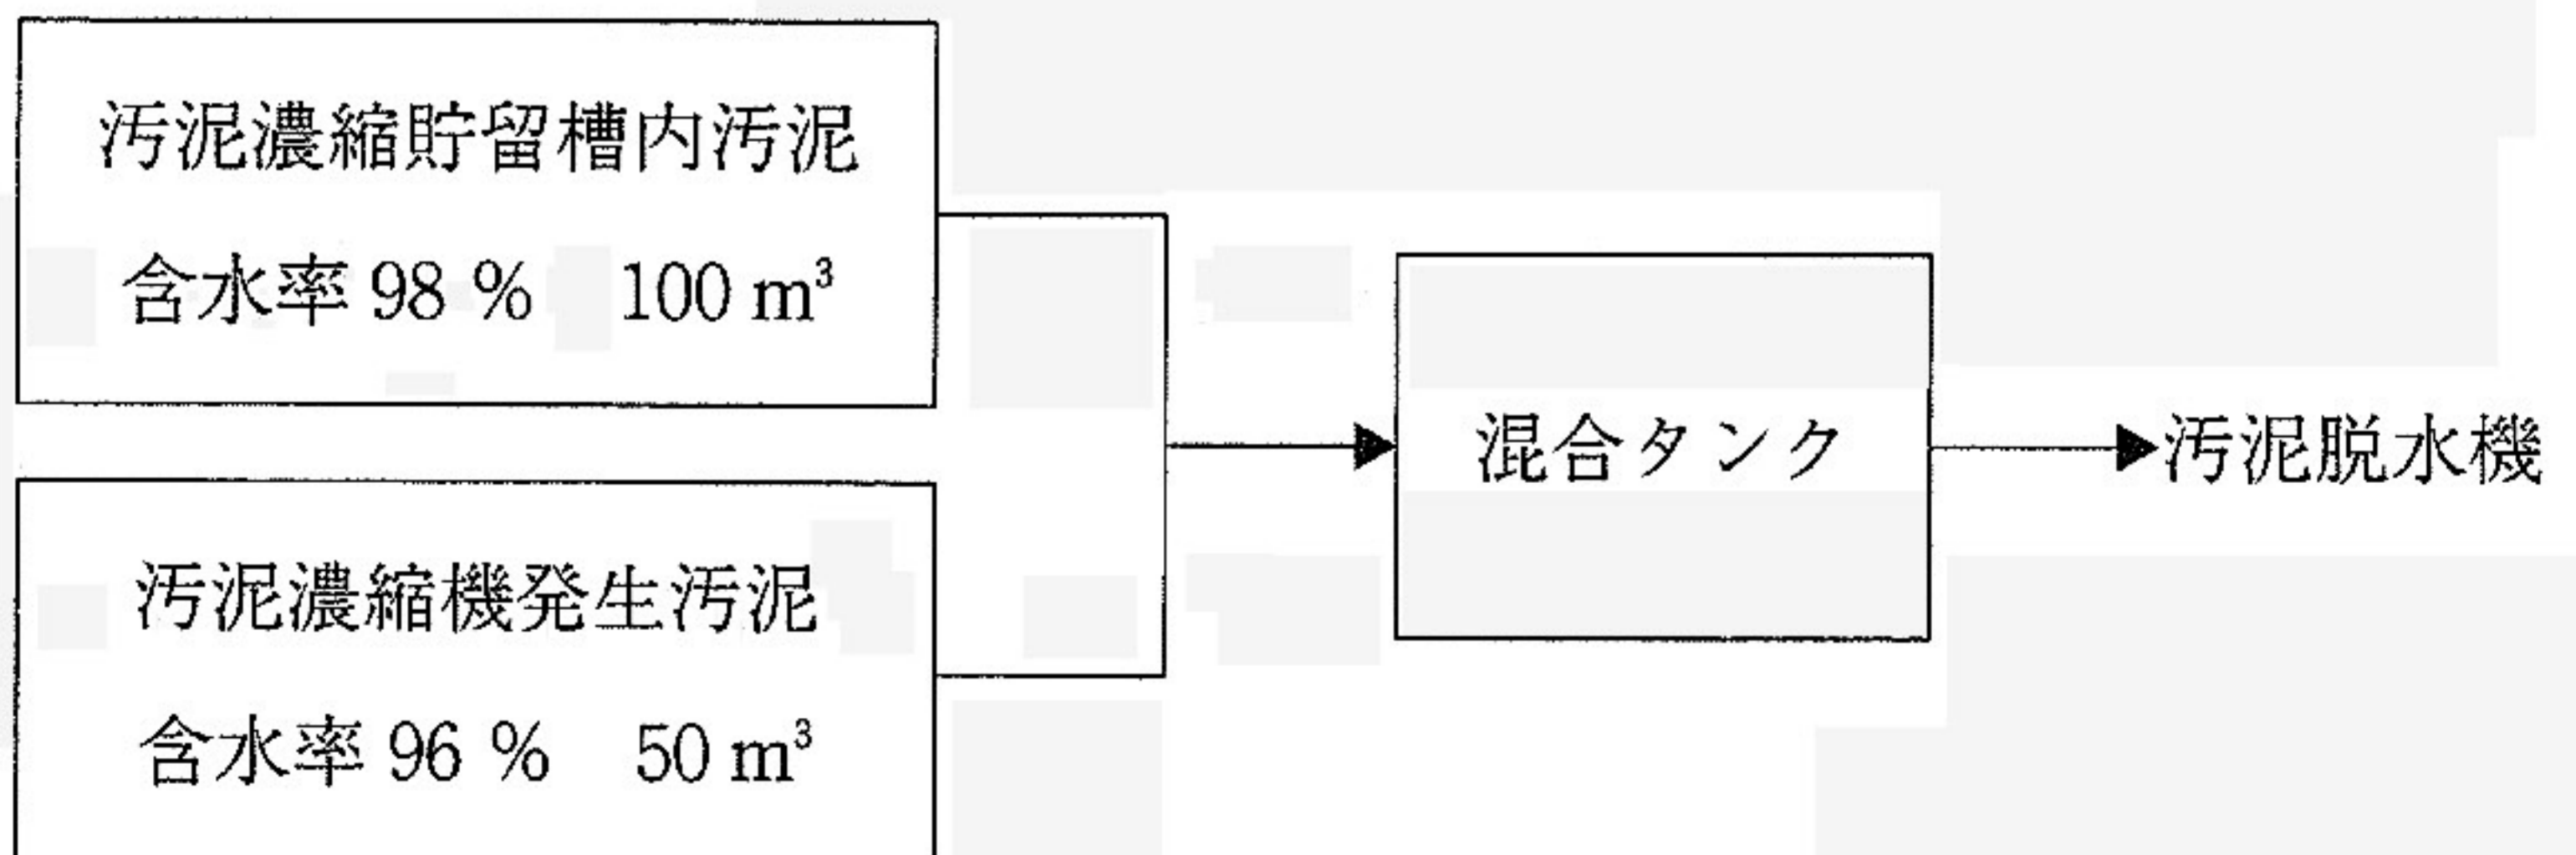 汚泥濃縮貯留槽内汚泥
含水率 98 % 100 m³
汚泥濃縮機発生汚泥
含水率 96 % 50 m³
混合タンク
汚泥脱水機